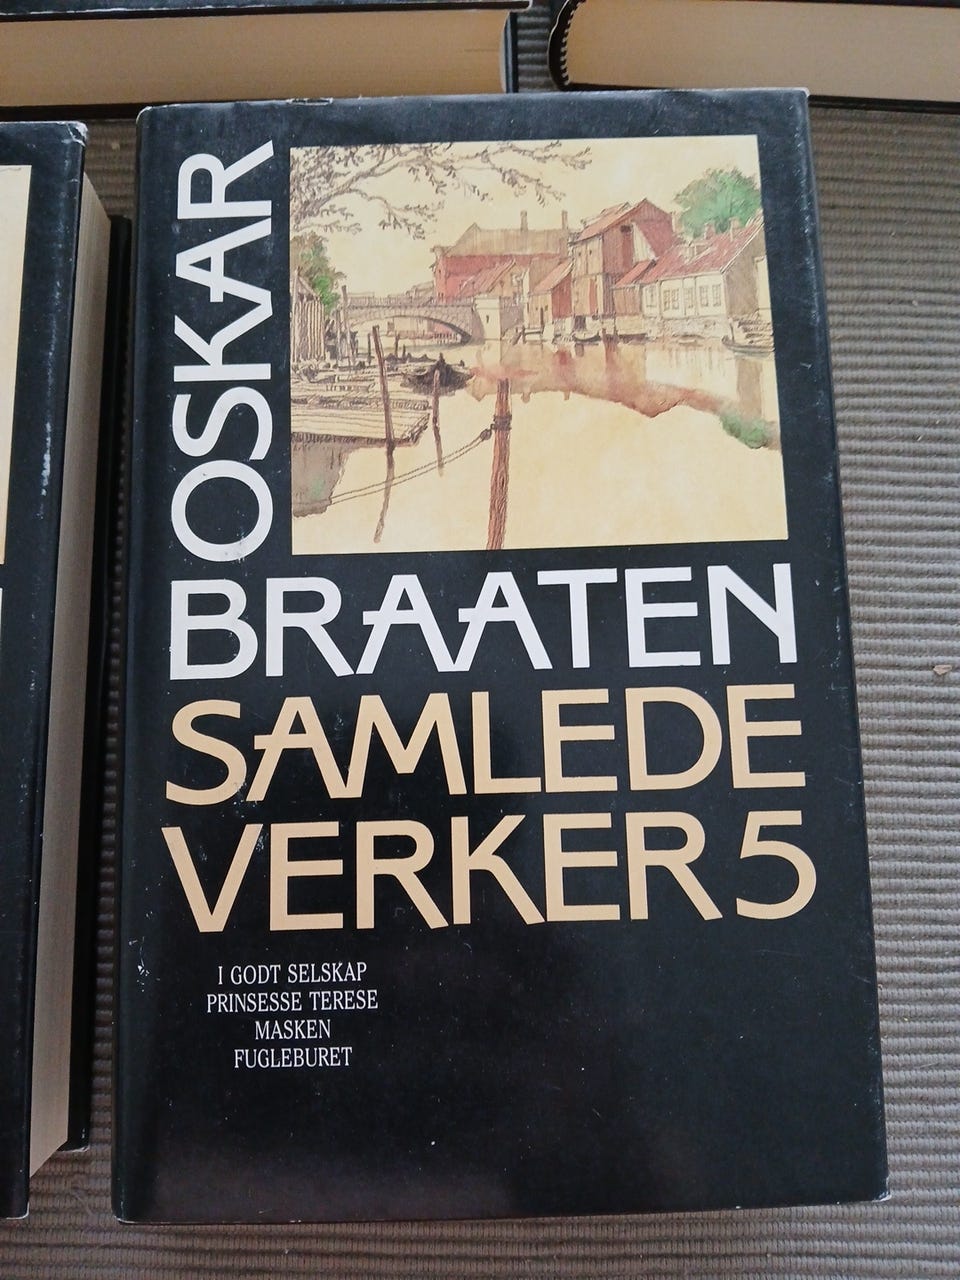 OSKAR
BRAATEN
SAMLEDE
VERKER 5
I GODT SELSKAP
PRINSESSE TERESE
MASKEN
FUGLEBURET